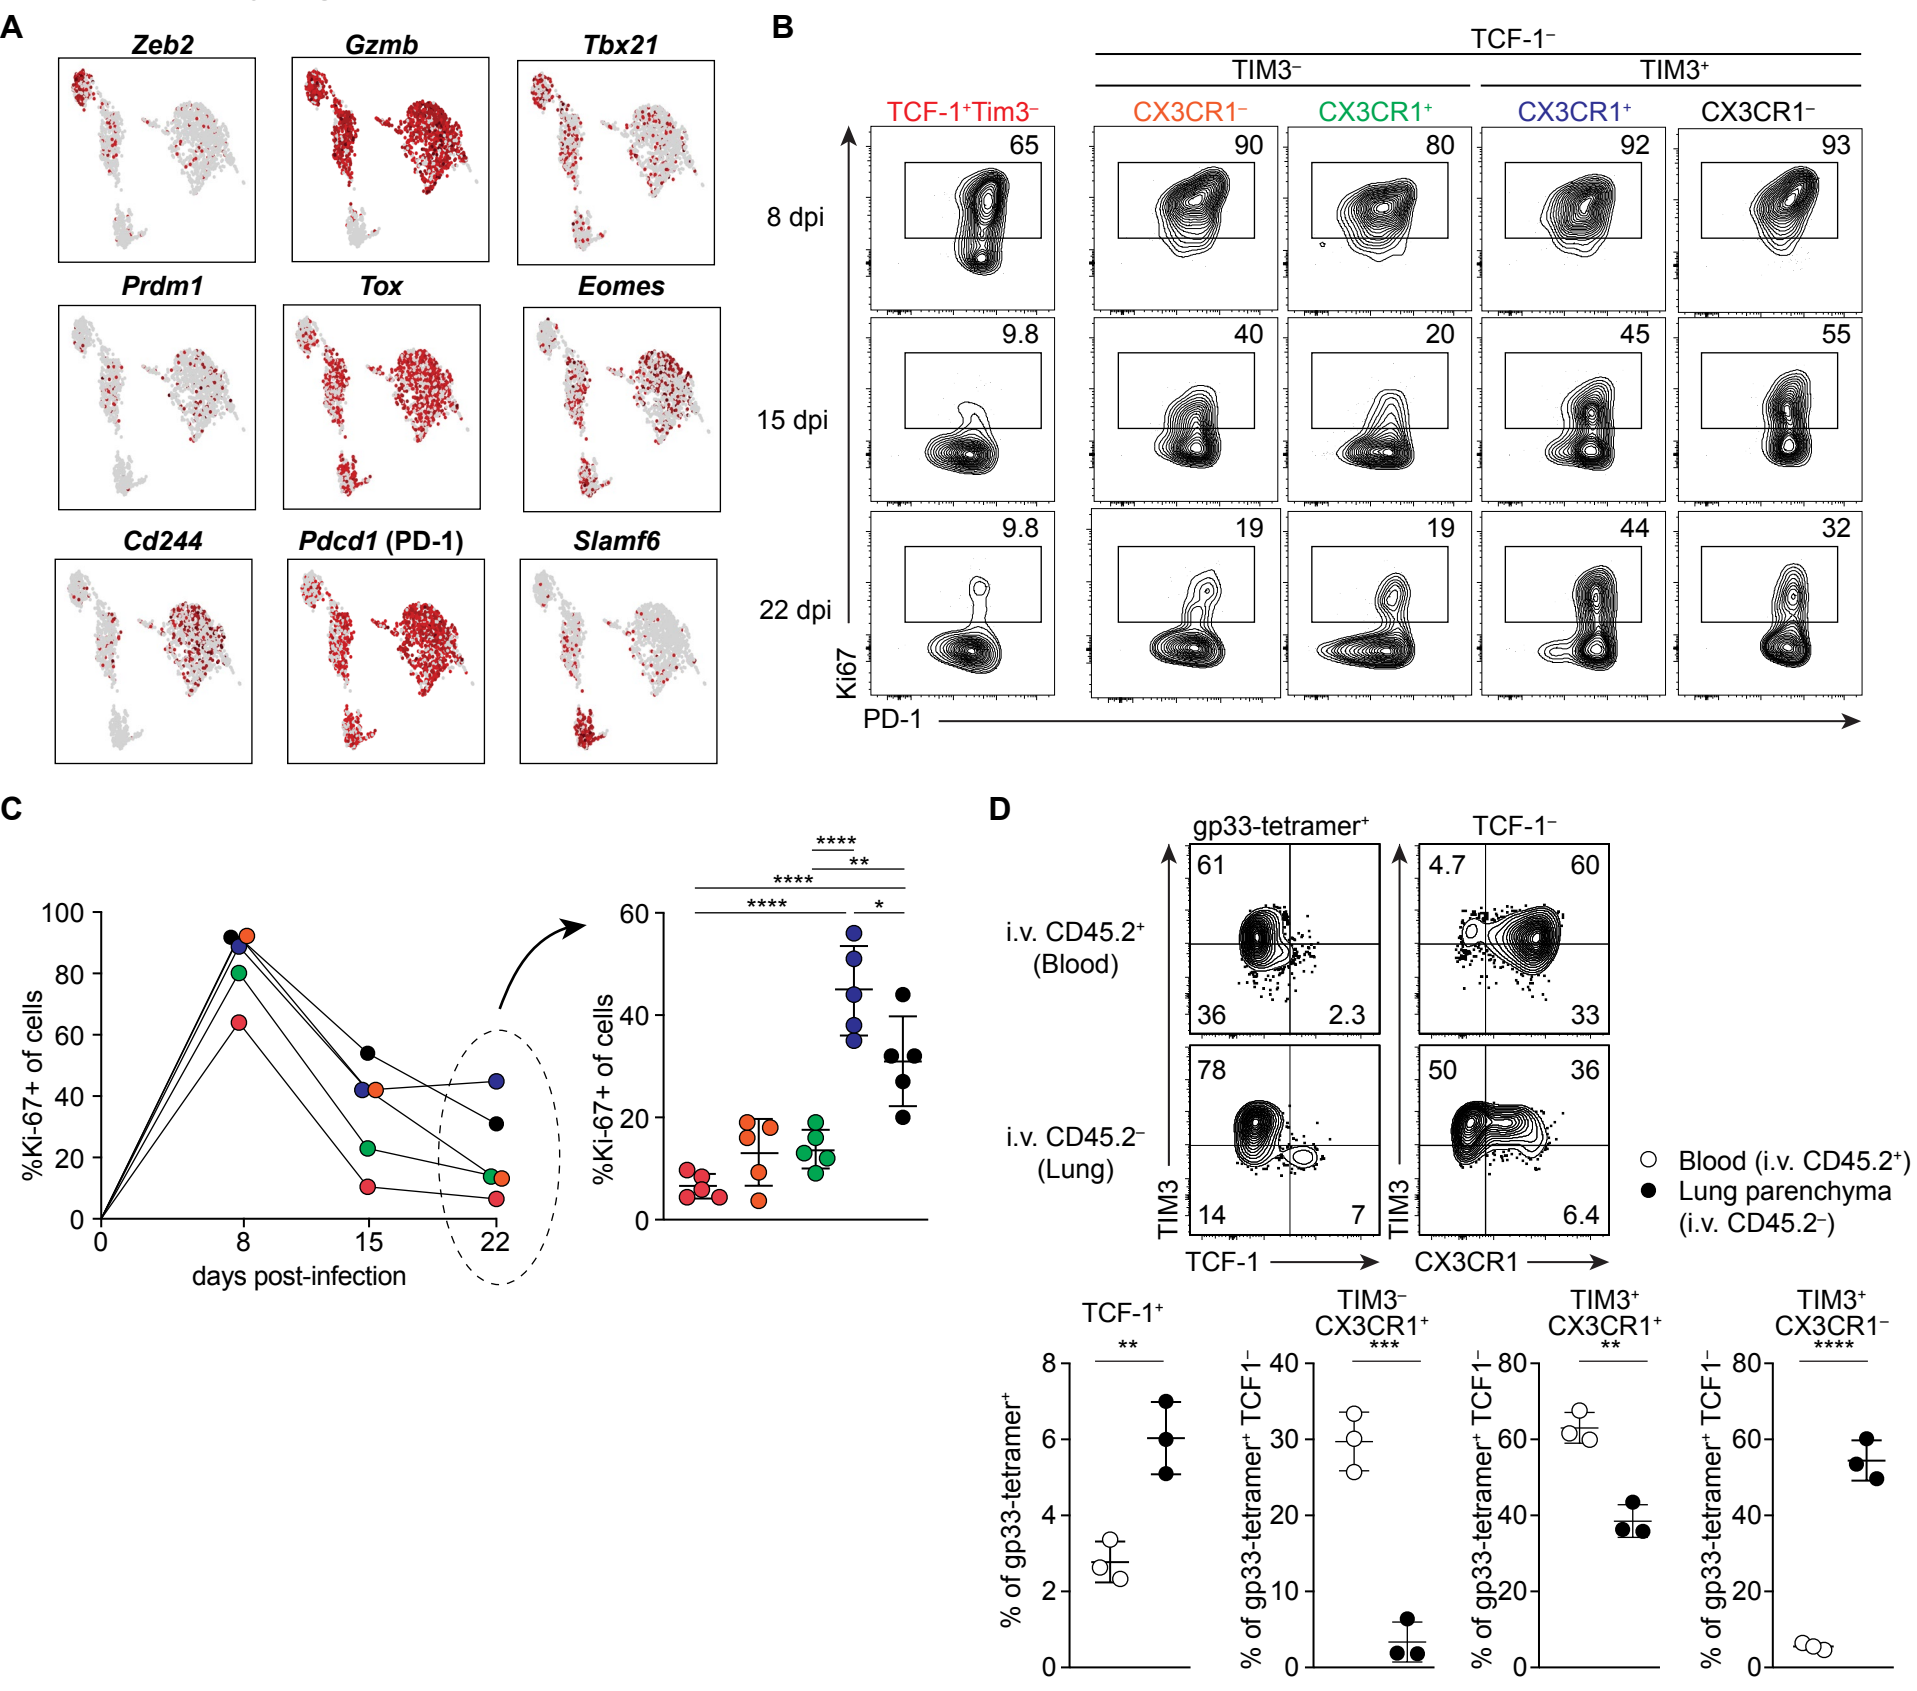 A
Zeb2
Gzmb
Tbx21
Prdm1
Tox
Eomes
Cd244
Pdcd1 (PD-1)
Slamf6
B
TCF-1–
TIM3–
TIM3+
TCF-1+Tim3–
CX3CR1–
CX3CR1+
CX3CR1+
CX3CR1–
8 dpi
65
90
80
92
93
15 dpi
9.8
40
20
45
55
22 dpi
9.8
19
19
44
32
Ki67
PD-1
C
%Ki-67+ of cells
100
80
60
40
20
0
0
8
15
22
days post-infection
%Ki-67+ of cells
60
40
20
0
****
**
****
****
*
D
gp33-tetramer+
TCF-1–
i.v. CD45.2+
(Blood)
61
36
2.3
4.7
60
33
i.v. CD45.2–
(Lung)
78
14
7
50
36
6.4
TIM3
TIM3
TCF-1
CX3CR1
Blood (i.v. CD45.2+)
Lung parenchyma
(i.v. CD45.2–)
TCF-1+
**
% of gp33-tetramer+
8
6
4
2
0
TIM3–
CX3CR1+
***
% of gp33-tetramer+ TCF1–
40
30
20
10
0
TIM3+
CX3CR1+
**
% of gp33-tetramer+ TCF1–
80
60
40
20
0
TIM3+
CX3CR1–
****
% of gp33-tetramer+ TCF1–
80
60
40
20
0